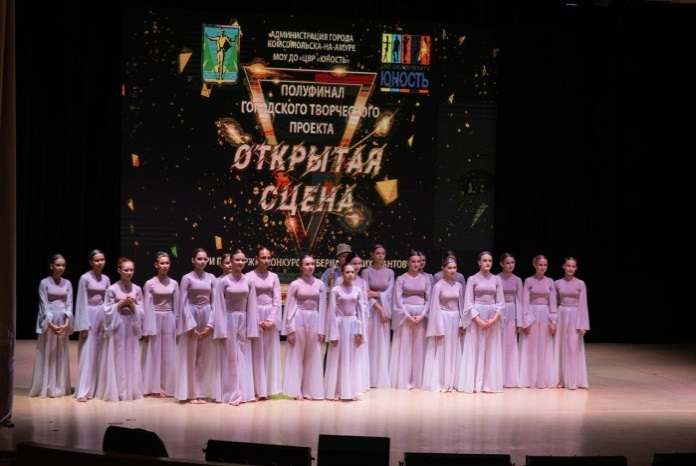 «АДМИНИСТРАЦИЯ ГОРОДА
КОМСОМОЛЬСКА-НА-АМУРЕ
МОУ ДО «ЦВР «ЮНОСТЬ»
ЮНОСТЬ
ПОЛУФИНАЛ
ГОРОДСКОГО ТВОРЧЕСКОГО
ПРОЕКТА
ОТКРЫТАЯ
СЦЕНА